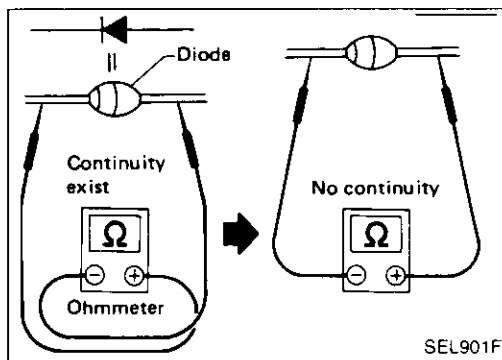 Diode
Continuity
exist
No continuity
Ω
Ω
⊖ ⊕
⊖ ⊕
Ohmmeter
SEL901F